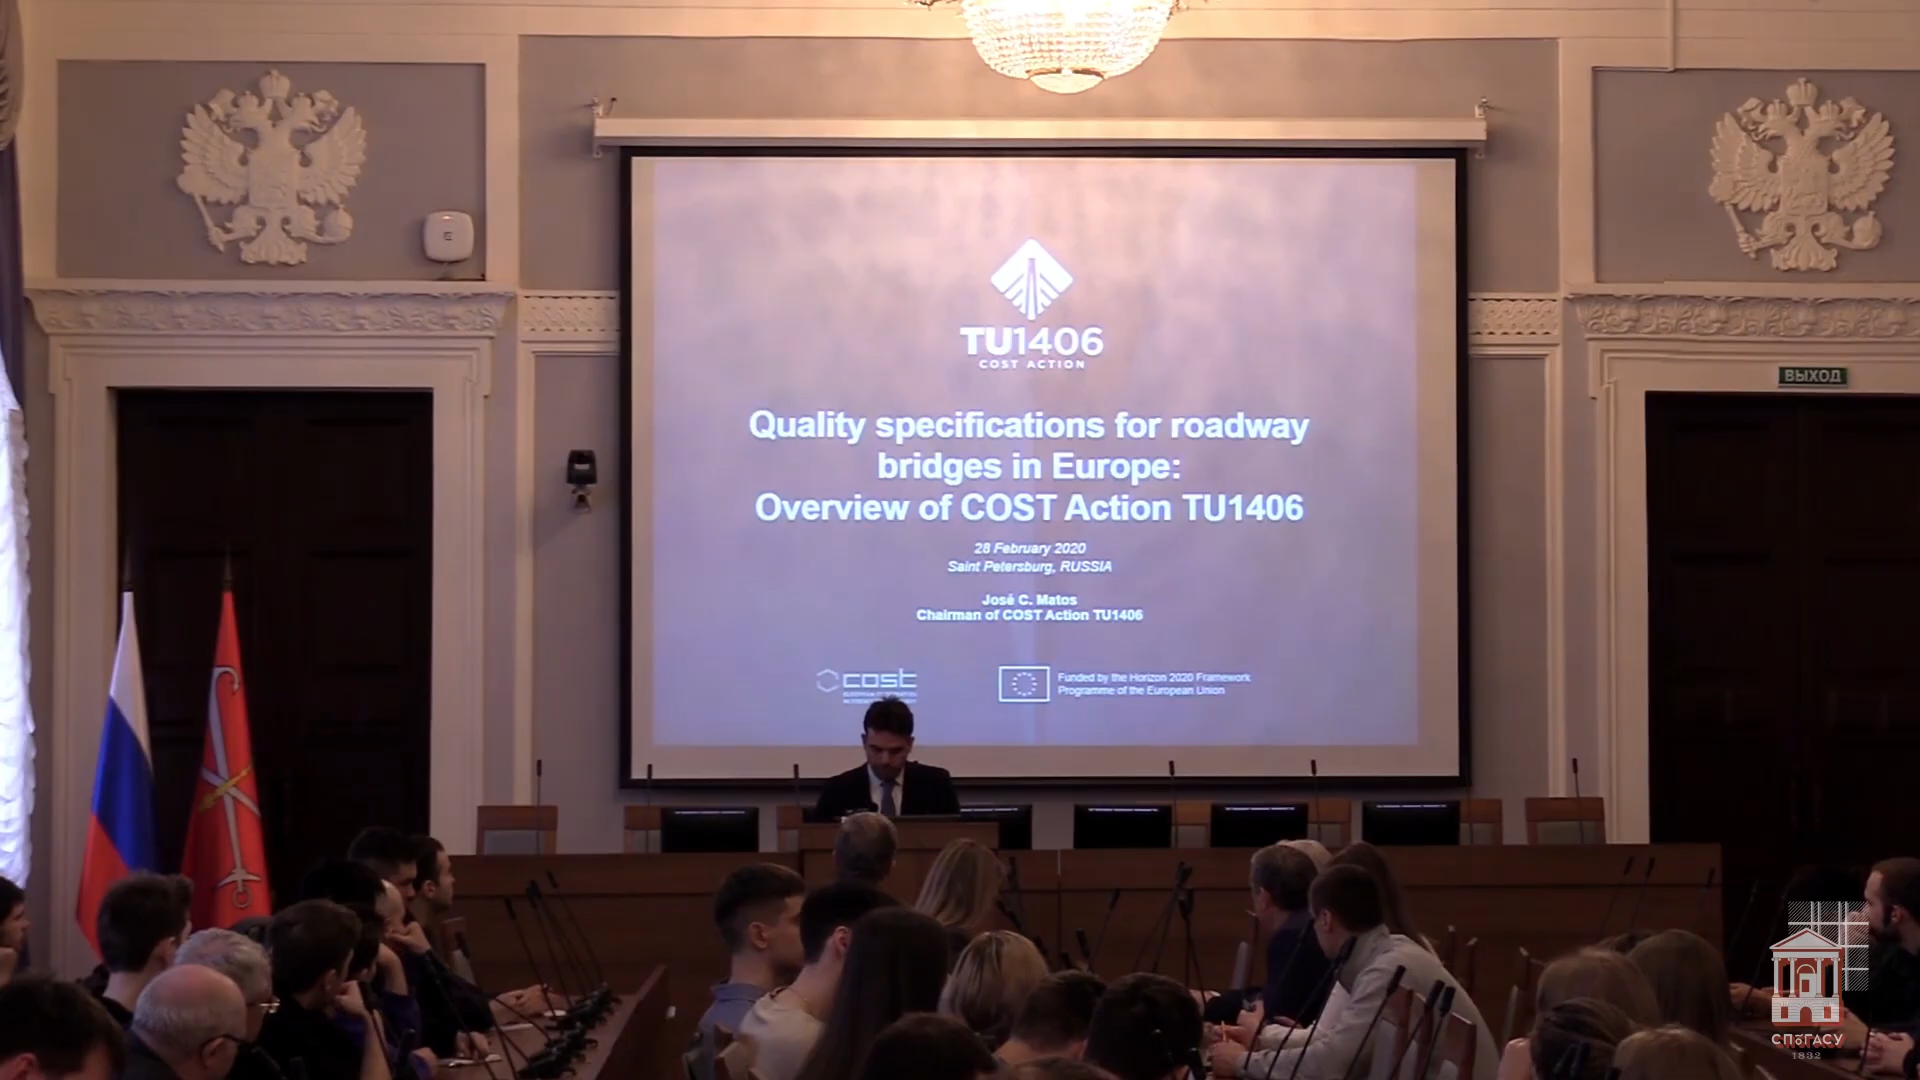 TU1406
COST ACTION
ВЫХОД
Quality specifications for roadway
bridges in Europe:
Overview of COST Action TU1406
28 February 2020
Saint Petersburg, RUSSIA
José C. Matos
Chairman of COST Action TU1406
cost
Funded by the Horizon 2020 Framework
Programme of the European Union
СПбГАСУ
1832